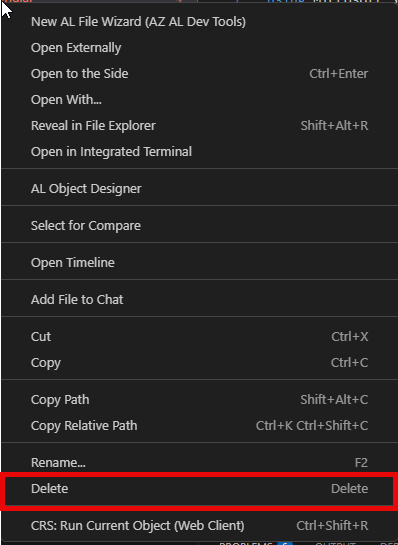 New AL File Wizard (AZ AL Dev Tools)
Open Externally
Open to the Side Ctrl+Enter
Open With...
Reveal in File Explorer Shift+Alt+R
Open in Integrated Terminal
AL Object Designer
Select for Compare
Open Timeline
Add File to Chat
Cut Ctrl+X
Copy Ctrl+C
Copy Path Shift+Alt+C
Copy Relative Path Ctrl+K Ctrl+Shift+C
Rename... F2
Delete Delete
CRS: Run Current Object (Web Client) Ctrl+Shift+R